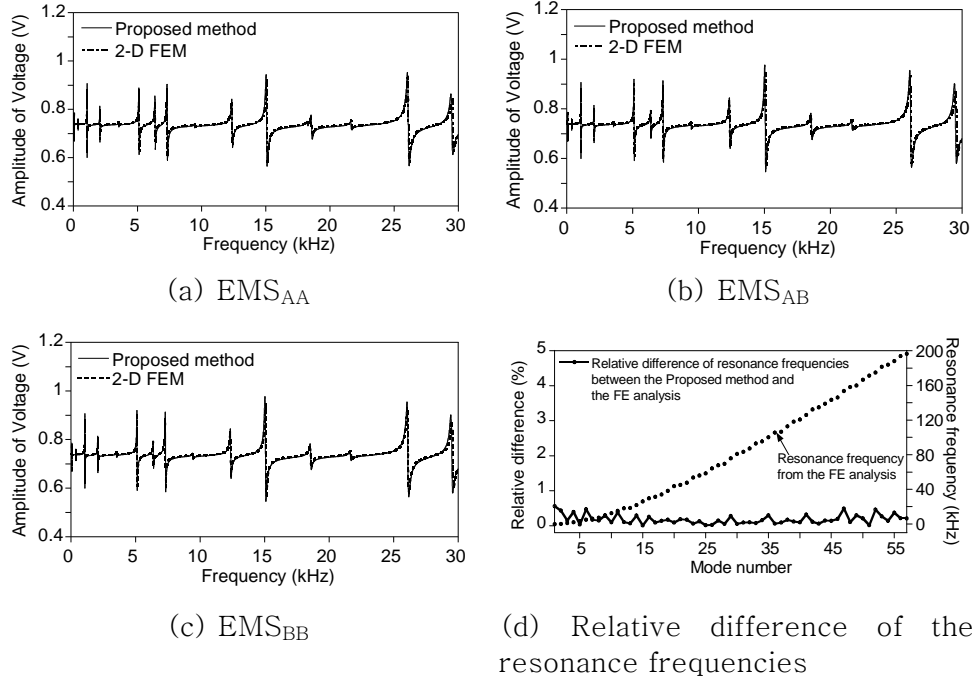 1.2
1
0.8
0.6
0.4
Amplitude of Voltage (V)
Proposed method
2-D FEM
0 5 10 15 20 25 30
Frequency (kHz)
(a) EMS_AA
1.2
1
0.8
0.6
0.4
Amplitude of Voltage (V)
Proposed method
2-D FEM
0 5 10 15 20 25 30
Frequency (kHz)
(b) EMS_AB
1.2
1
0.8
0.6
0.4
Amplitude of Voltage (V)
Proposed method
2-D FEM
0 5 10 15 20 25 30
Frequency (kHz)
(c) EMS_BB
5
4
3
2
1
0
Relative difference (%)
Relative difference of resonance frequencies
between the Proposed method and
the FE analysis
Resonance frequency
from the FE analysis
200
160
120
80
40
0
Resonance frequency (kHz)
5 15 25 35 45 55
Mode number
(d) Relative difference of the
resonance frequencies